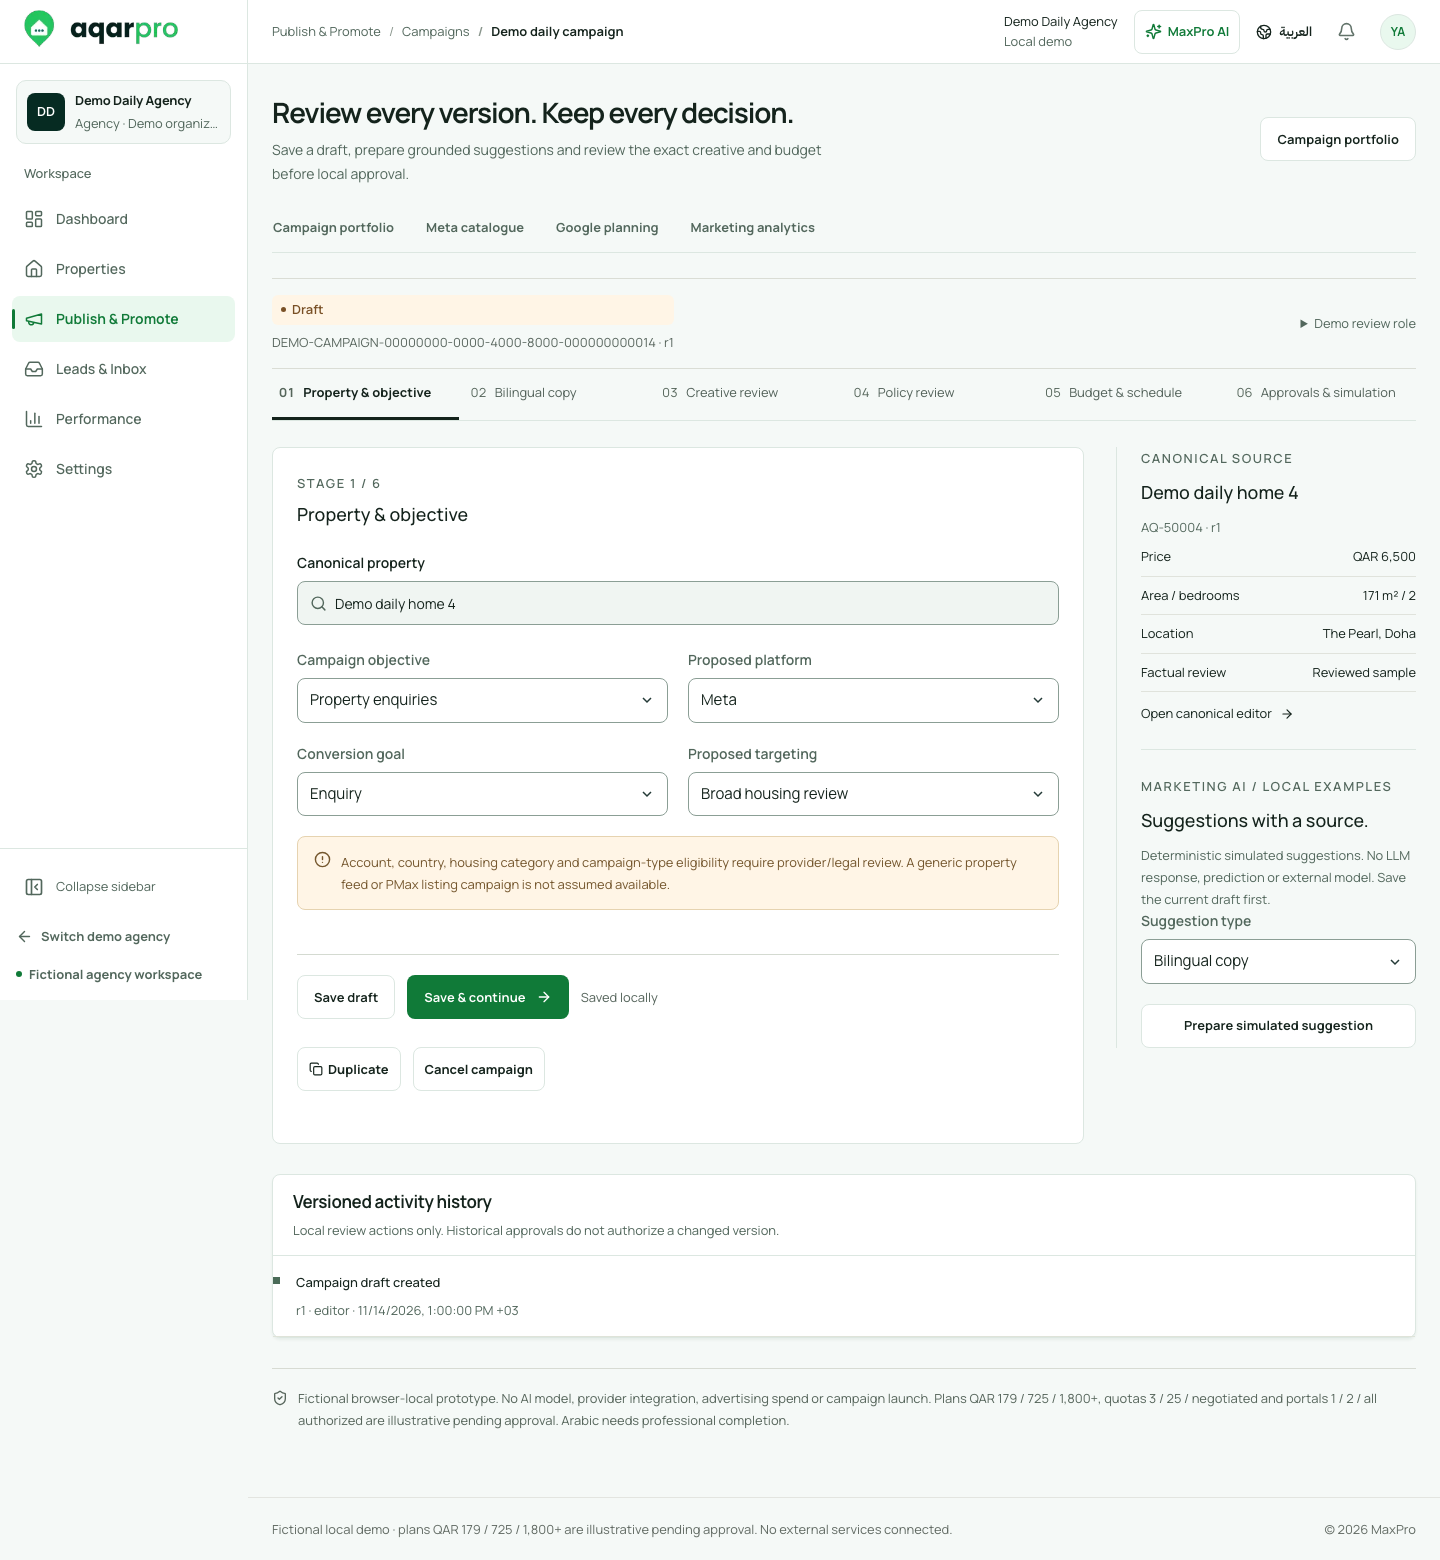 aqarpro
Publish & Promote / Campaigns / Demo daily campaign
Demo Daily Agency
Local demo
MaxPro AI
العربية
YA
DD
Demo Daily Agency
Agency · Demo organiz...
Workspace
Dashboard
Properties
Publish & Promote
Leads & Inbox
Performance
Settings
Collapse sidebar
Switch demo agency
Fictional agency workspace
Review every version. Keep every decision.
Save a draft, prepare grounded suggestions and review the exact creative and budget
before local approval.
Campaign portfolio
Campaign portfolio
Meta catalogue
Google planning
Marketing analytics
Draft
DEMO-CAMPAIGN-00000000-0000-4000-8000-000000000014 · r1
Demo review role
01 Property & objective
02 Bilingual copy
03 Creative review
04 Policy review
05 Budget & schedule
06 Approvals & simulation
STAGE 1 / 6
Property & objective
Canonical property
Demo daily home 4
Campaign objective
Property enquiries
Proposed platform
Meta
Conversion goal
Enquiry
Proposed targeting
Broad housing review
Account, country, housing category and campaign-type eligibility require provider/legal review. A generic property
feed or PMax listing campaign is not assumed available.
Save draft
Save & continue
Saved locally
Duplicate
Cancel campaign
CANONICAL SOURCE
Demo daily home 4
AQ-50004 · r1
Price QAR 6,500
Area / bedrooms 171 m² / 2
Location The Pearl, Doha
Factual review Reviewed sample
Open canonical editor
MARKETING AI / LOCAL EXAMPLES
Suggestions with a source.
Deterministic simulated suggestions. No LLM
response, prediction or external model. Save
the current draft first.
Suggestion type
Bilingual copy
Prepare simulated suggestion
Versioned activity history
Local review actions only. Historical approvals do not authorize a changed version.
Campaign draft created
r1 · editor · 11/14/2026, 1:00:00 PM +03
Fictional browser-local prototype. No AI model, provider integration, advertising spend or campaign launch. Plans QAR 179 / 725 / 1,800+, quotas 3 / 25 / negotiated and portals 1 / 2 / all
authorized are illustrative pending approval. Arabic needs professional completion.
Fictional local demo · plans QAR 179 / 725 / 1,800+ are illustrative pending approval. No external services connected.
© 2026 MaxPro